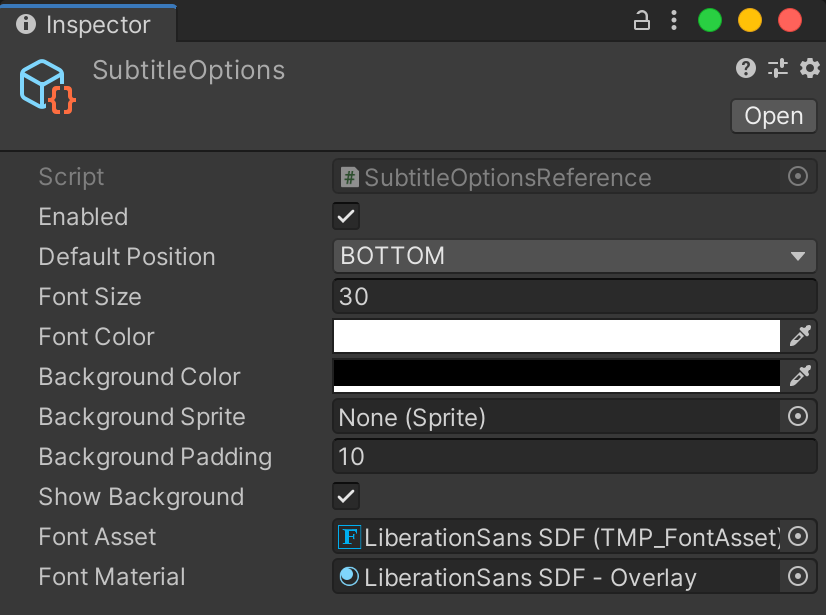 Inspector
SubtitleOptions
Open
Script # SubtitleOptionsReference
Enabled
Default Position BOTTOM
Font Size 30
Font Color
Background Color
Background Sprite None (Sprite)
Background Padding 10
Show Background
Font Asset F LiberationSans SDF (TMP_FontAsset)
Font Material LiberationSans SDF - Overlay